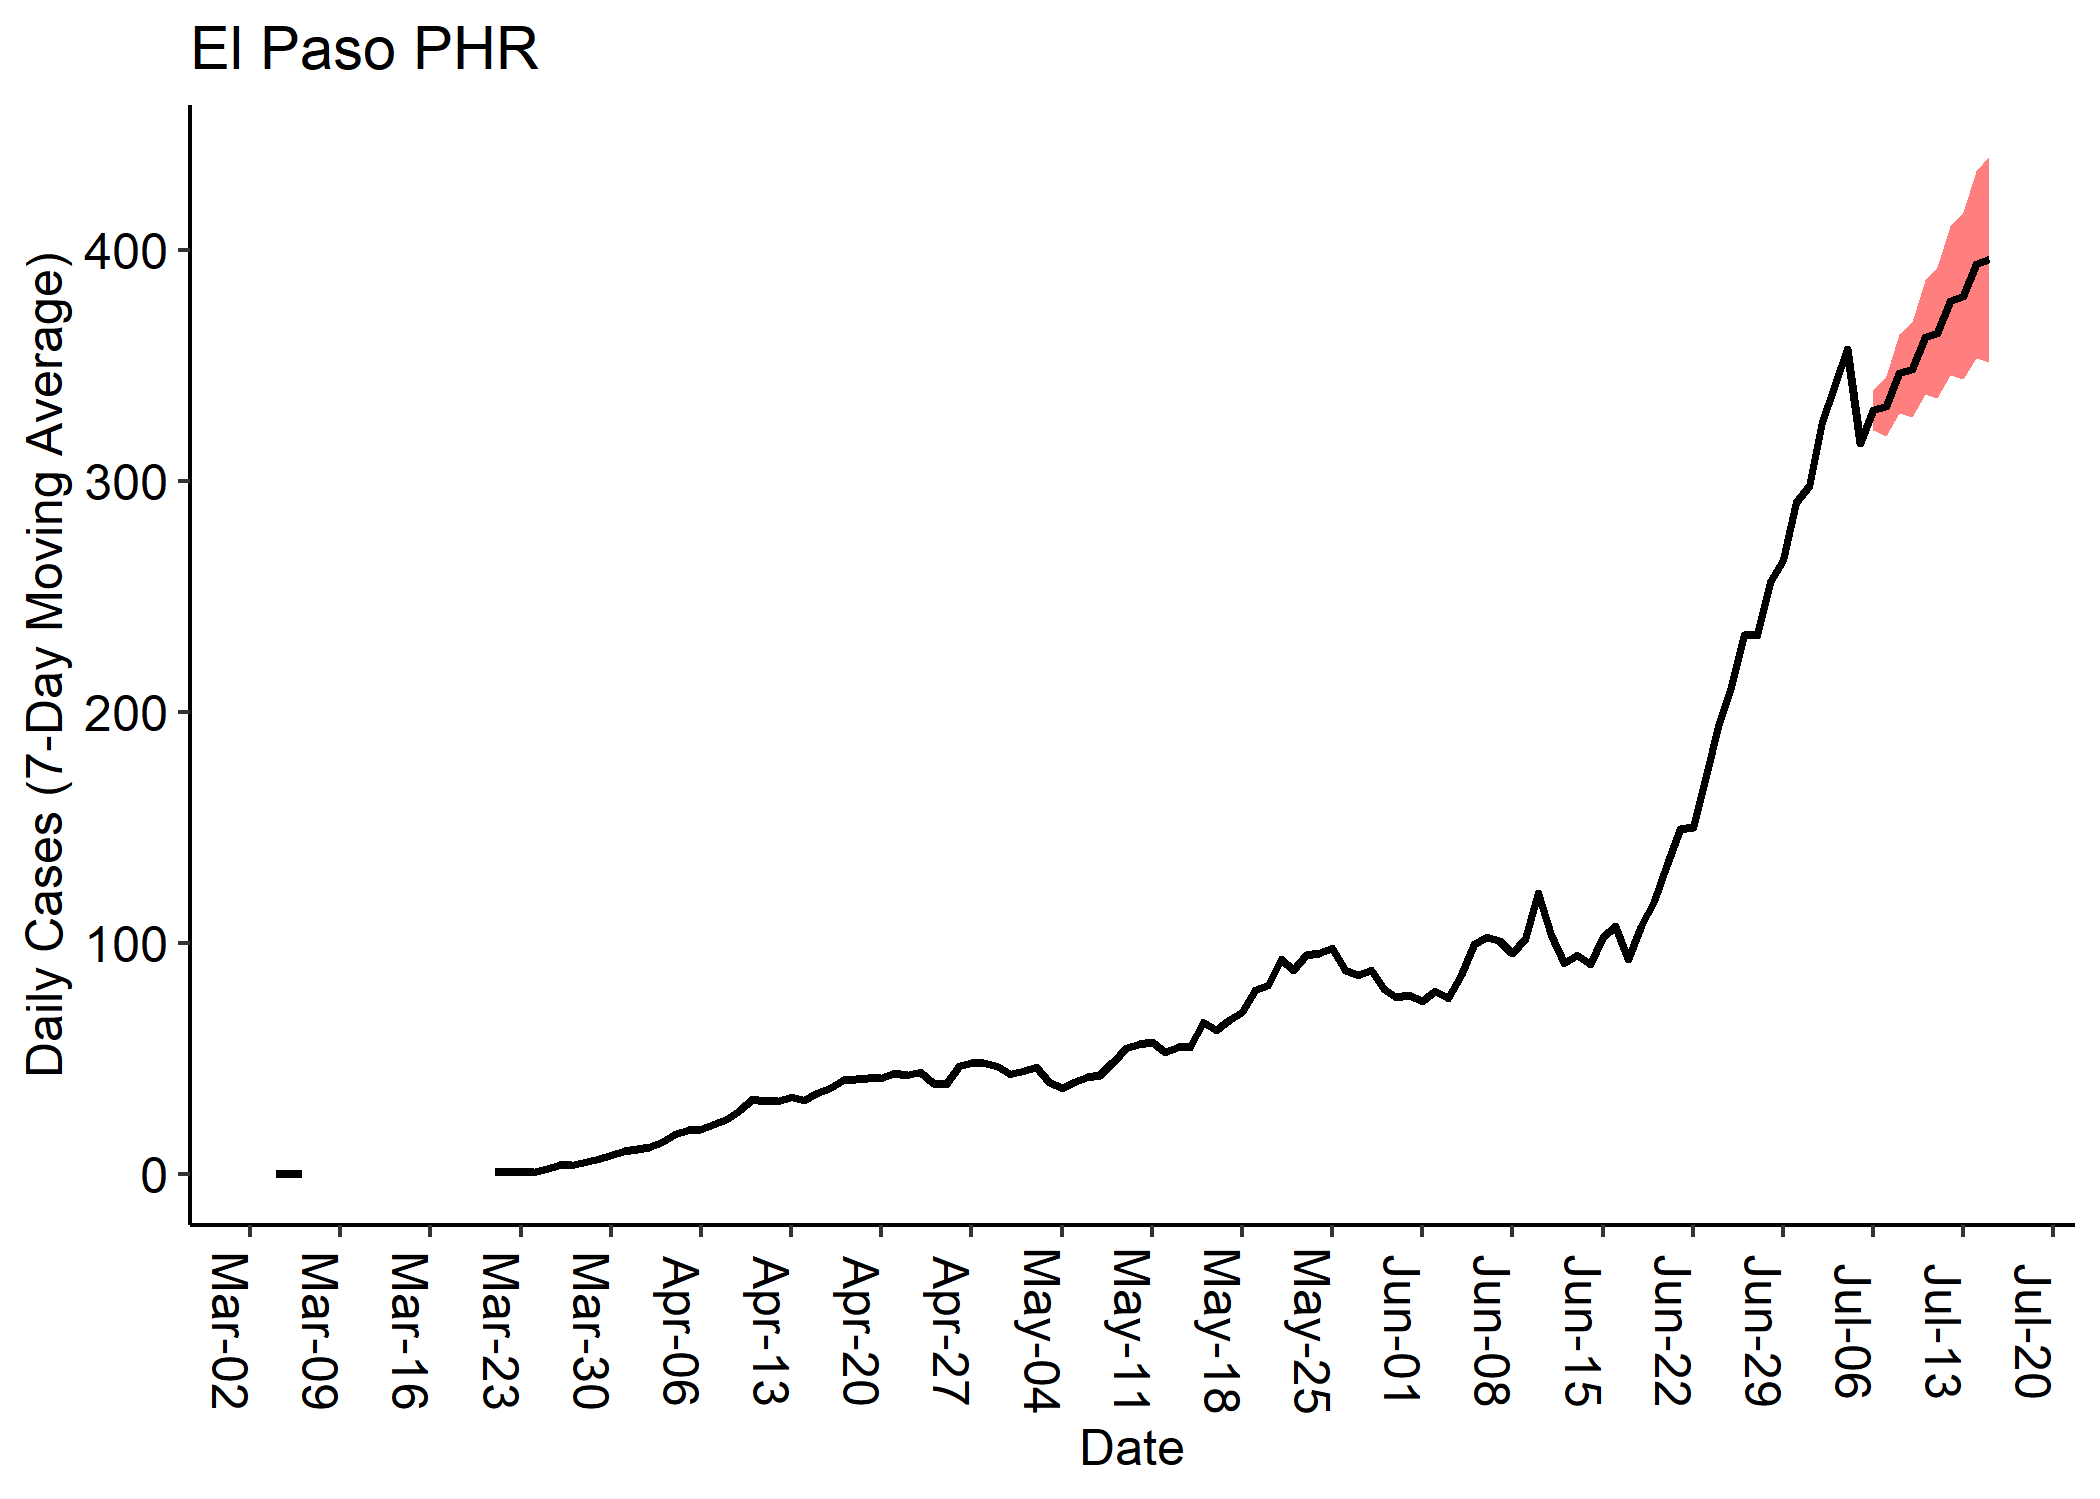 El Paso PHR
Daily Cases (7-Day Moving Average)
400
300
200
100
0
Mar-02
Mar-09
Mar-16
Mar-23
Mar-30
Apr-06
Apr-13
Apr-20
Apr-27
May-04
May-11
May-18
May-25
Jun-01
Jun-08
Jun-15
Jun-22
Jun-29
Jul-06
Jul-13
Jul-20
Date